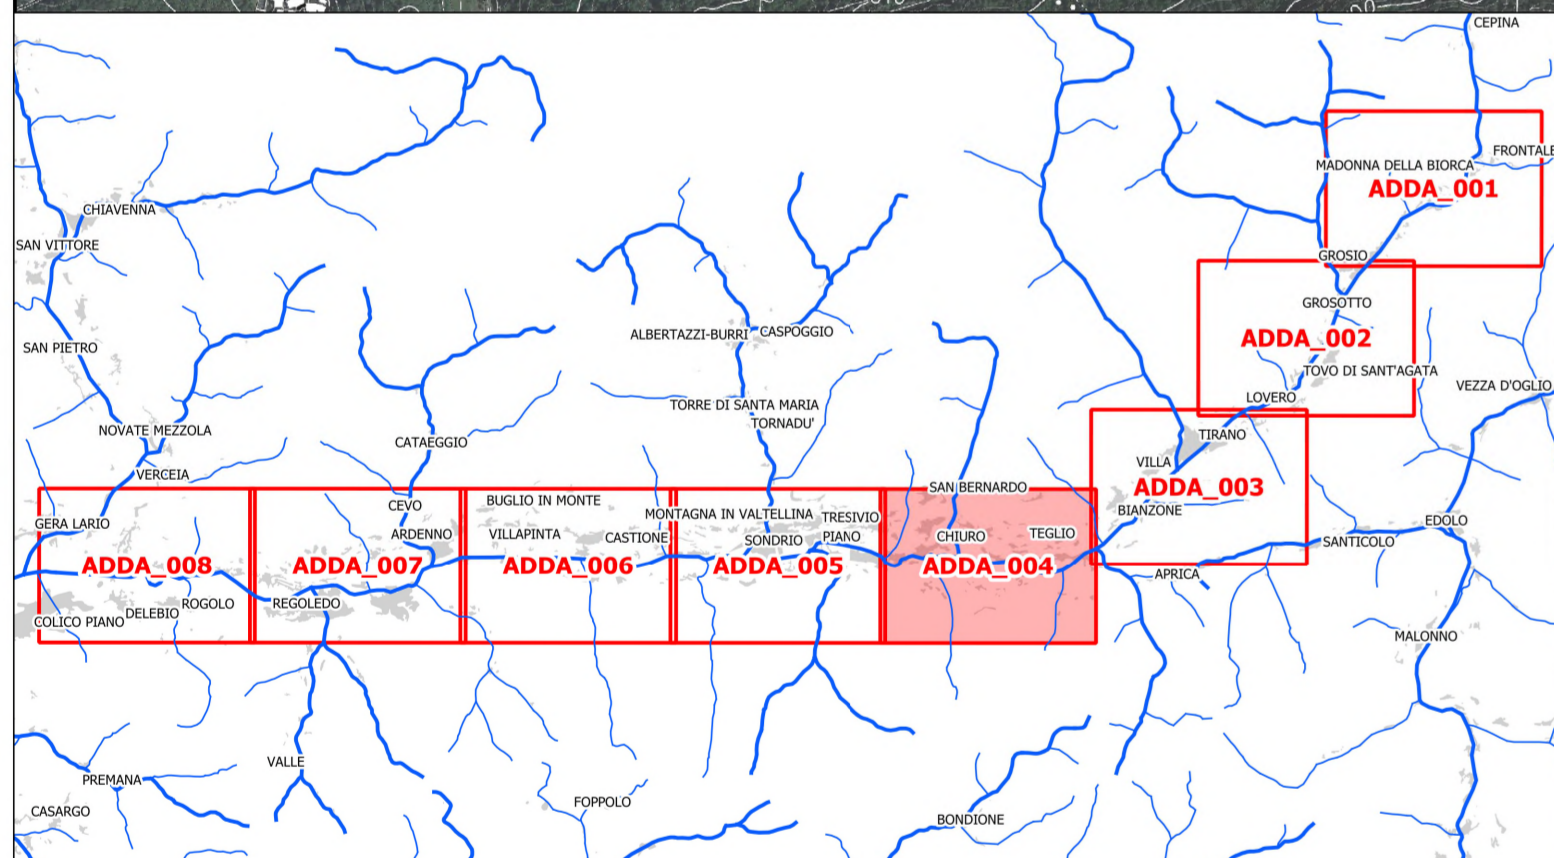 CEPINA
FRONTALE
MADONNA DELLA BIORCA
ADDA_001
CHIAVENNA
SAN VITTORE
GROSIO
GROSOTTO
ALBERTAZZI-BURRI
CASPOGGIO
ADDA_002
SAN PIETRO
TOVO DI SANT'AGATA
VEZZA D'OGLIO
LOVERO
TORRE DI SANTA MARIA
TORNADU'
NOVATE MEZZOLA
CATAEGGIO
TIRANO
VILLA
VERCEIA
SAN BERNARDO
ADDA_003
BUGLIO IN MONTE
CEVO
BIANZONE
MONTAGNA IN VALTELLINA
TRESIVIO
GERA LARIO
EDOLO
ARDENNO
VILLAPINTA
CASTIONE
SONDRIO
PIANO
CHIURO
TEGLIO
SANTICOLO
ADDA_008
ADDA_007
ADDA_006
ADDA_005
ADDA_004
APRICA
REGOLEDO
ROGOLO
DELEBIO
COLICO PIANO
MALONNO
VALLE
PREMANA
FOPPOLO
CASARGO
BONDIONE